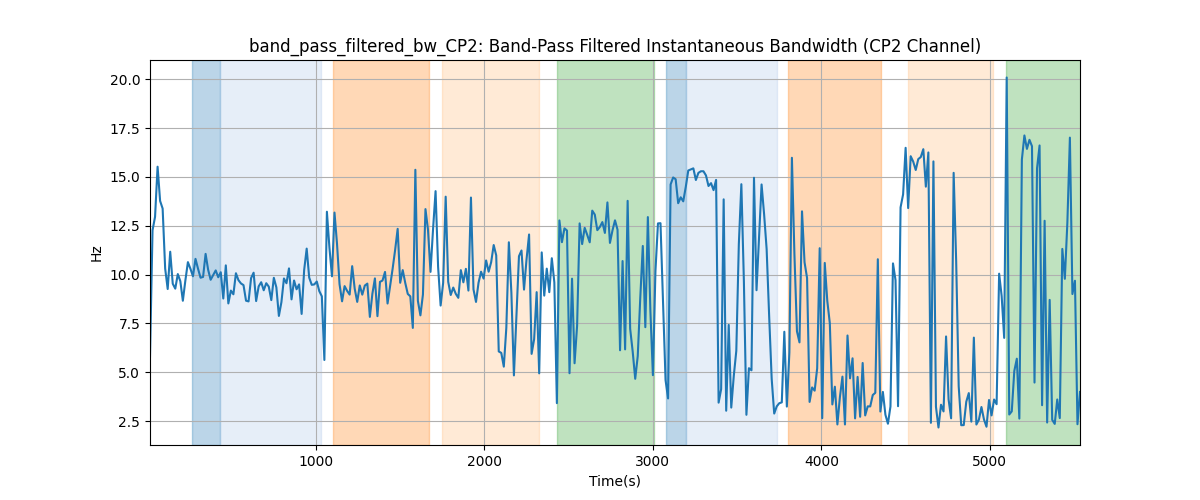 band_pass_filtered_bw_CP2: Band-Pass Filtered Instantaneous Bandwidth (CP2 Channel)
20.0
17.5
15.0
12.5
10.0
7.5
5.0
2.5
Hz
1000 2000 3000 4000 5000
Time(s)